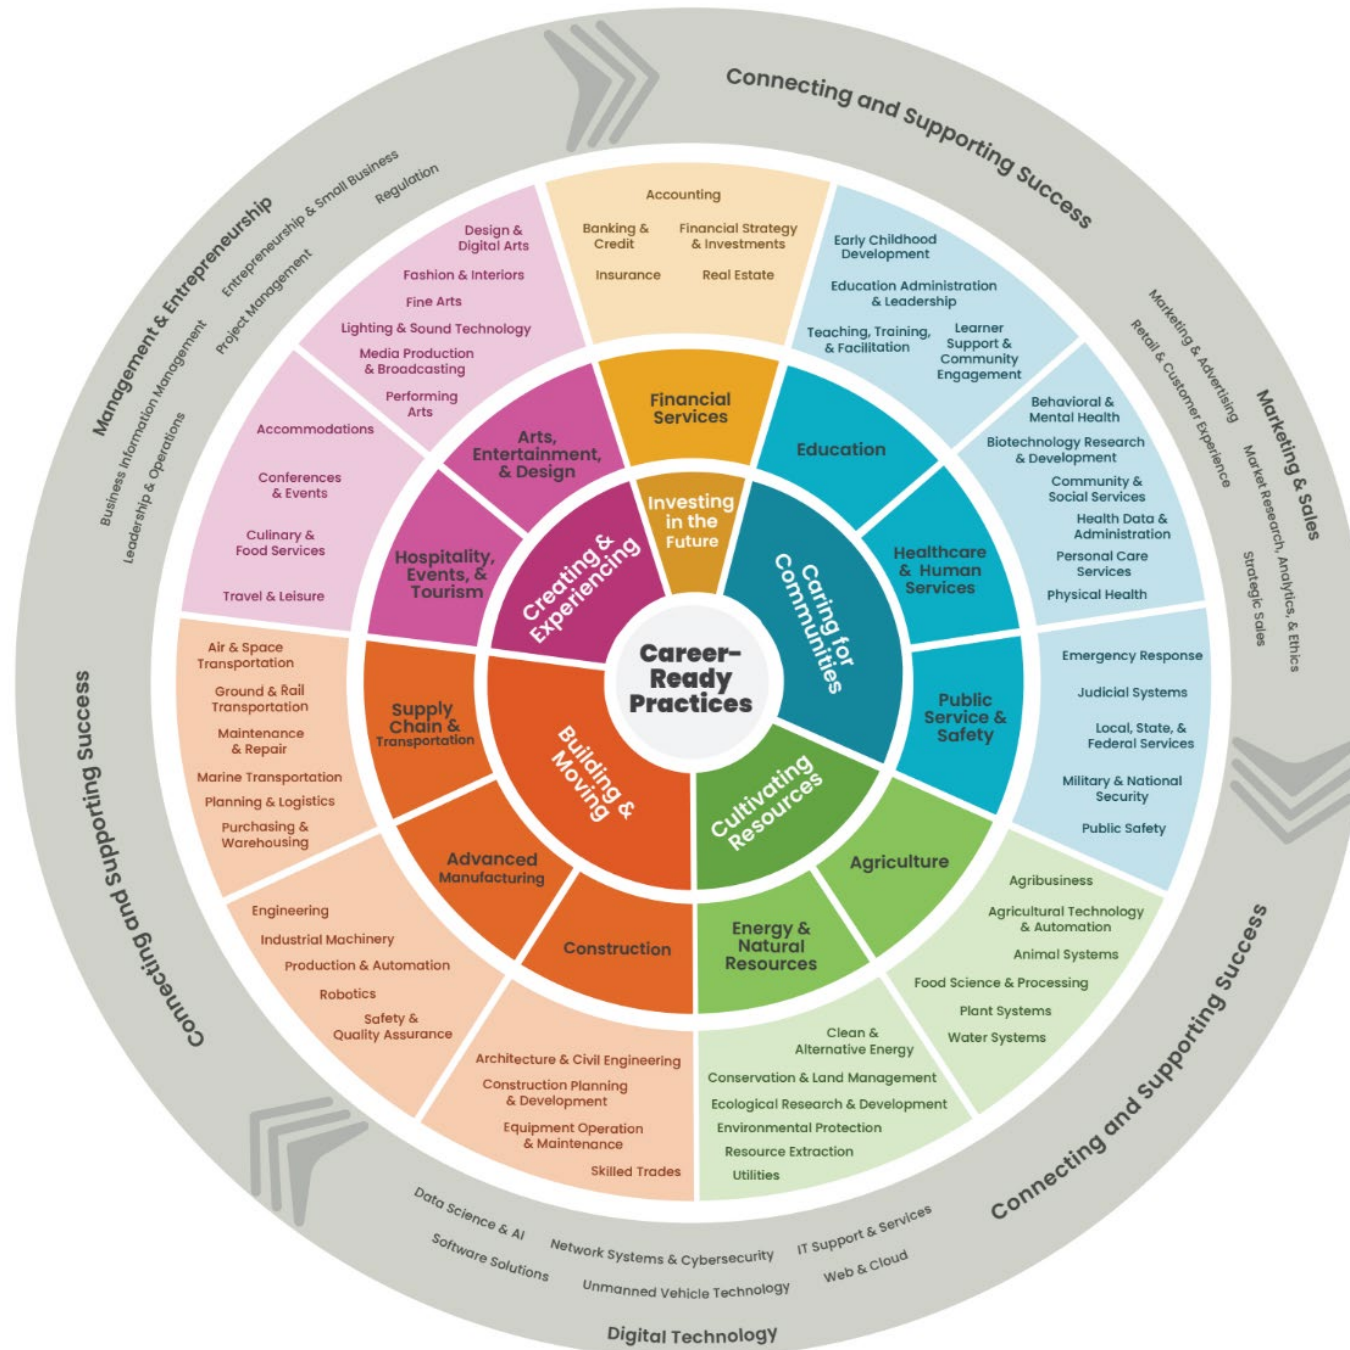 Connecting and Supporting Success
Management & Entrepreneurship
Entrepreneurship & Small Business
Regulation
Project Management
Business Information Management
Leadership & Operations
Marketing & Sales
Marketing & Advertising
Retail & Customer Experience
Market Research, Analytics, & Ethics
Strategic Sales
Connecting and Supporting Success
Digital Technology
Data Science & AI
Network Systems & Cybersecurity
IT Support & Services
Software Solutions
Unmanned Vehicle Technology
Web & Cloud
Connecting and Supporting Success
Career-
Ready
Practices
Investing
in the
Future
Financial
Services
Accounting
Banking &
Credit
Financial Strategy
& Investments
Insurance
Real Estate
Caring for
Communities
Education
Early Childhood
Development
Education Administration
& Leadership
Teaching, Training,
& Facilitation
Learner
Support &
Community
Engagement
Healthcare
& Human
Services
Behavioral &
Mental Health
Biotechnology Research
& Development
Community &
Social Services
Health Data &
Administration
Personal Care
Services
Physical Health
Public
Service &
Safety
Emergency Response
Judicial Systems
Local, State, &
Federal Services
Military & National
Security
Public Safety
Cultivating
Resources
Agriculture
Agribusiness
Agricultural Technology
& Automation
Animal Systems
Food Science & Processing
Plant Systems
Water Systems
Energy &
Natural
Resources
Clean &
Alternative Energy
Conservation & Land Management
Ecological Research & Development
Environmental Protection
Resource Extraction
Utilities
Building &
Moving
Construction
Architecture & Civil Engineering
Construction Planning
& Development
Equipment Operation
& Maintenance
Skilled Trades
Advanced
Manufacturing
Engineering
Industrial Machinery
Production & Automation
Robotics
Safety &
Quality Assurance
Supply
Chain &
Transportation
Air & Space
Transportation
Ground & Rail
Transportation
Maintenance
& Repair
Marine Transportation
Planning & Logistics
Purchasing &
Warehousing
Creating &
Experiencing
Hospitality,
Events, &
Tourism
Accommodations
Conferences
& Events
Culinary &
Food Services
Travel & Leisure
Arts,
Entertainment,
& Design
Design &
Digital Arts
Fashion & Interiors
Fine Arts
Lighting & Sound Technology
Media Production
& Broadcasting
Performing
Arts